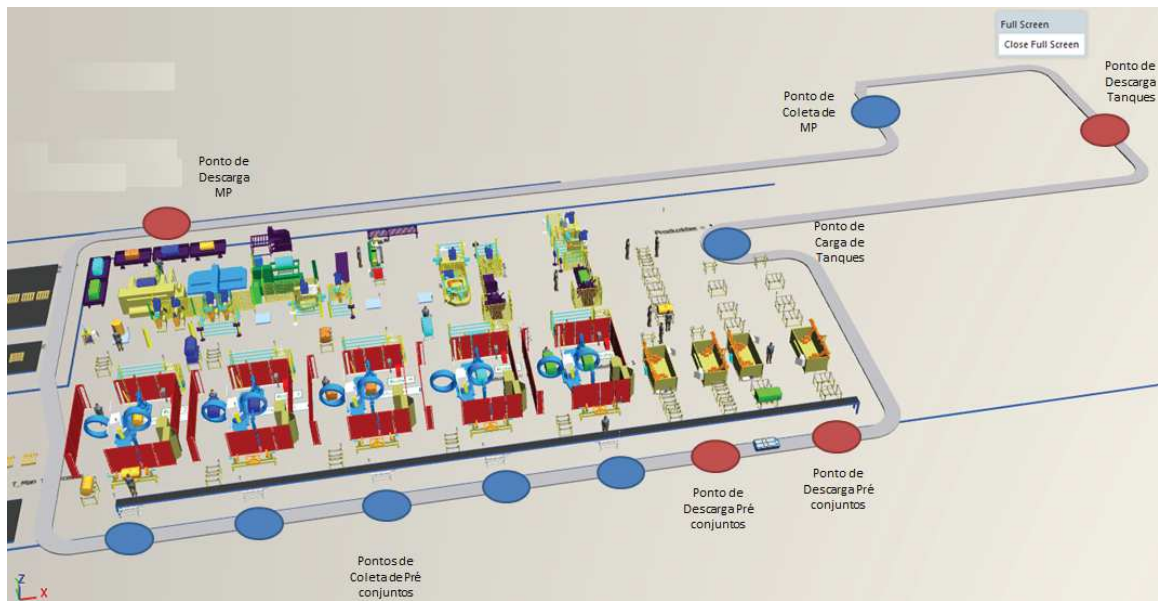 Full Screen
Close Full Screen
Ponto de
Descarga
Tanques
Ponto de
Coleta de
MP
Ponto de
Descarga
MP
Ponto de
Carga de
Tanques
Ponto de
Descarga Pré
conjuntos
Ponto de
Descarga Pré
conjuntos
Pontos de
Coleta de Pré
conjuntos
Z
Y
X